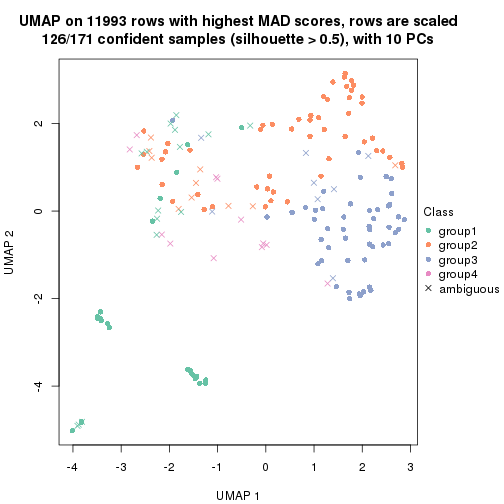 UMAP on 11993 rows with highest MAD scores, rows are scaled
126/171 confident samples (silhouette > 0.5), with 10 PCs
2
0
-2
-4
UMAP 2
-4 -3 -2 -1 0 1 2 3
UMAP 1
Class
group1
group2
group3
group4
ambiguous